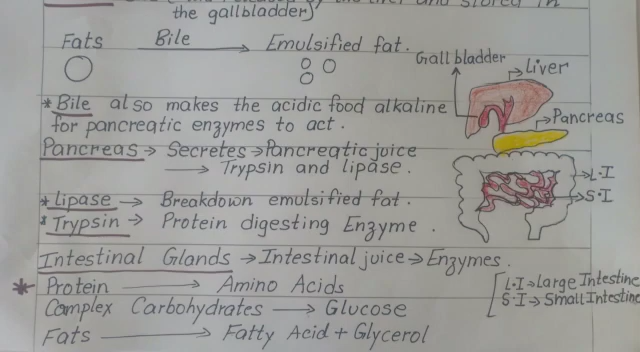 the gallbladder)
Fats Bile → Emulsified fat.
Gall bladder
Liver
*Bile also makes the acidic food alkaline
for pancreatic enzymes to act.
Pancreas
Pancreas → Secretes → Pancreatic juice
→ Trypsin and lipase.
L.I
S.I
*Lipase → Breakdown emulsified fat.
*Trypsin → Protein digesting Enzyme.
Intestinal Glands → Intestinal juice → Enzymes.
* Protein → Amino Acids
L.I → Large Intestine
S.I → Small Intestine
Complex Carbohydrates → Glucose
Fats → Fatty Acid + Glycerol